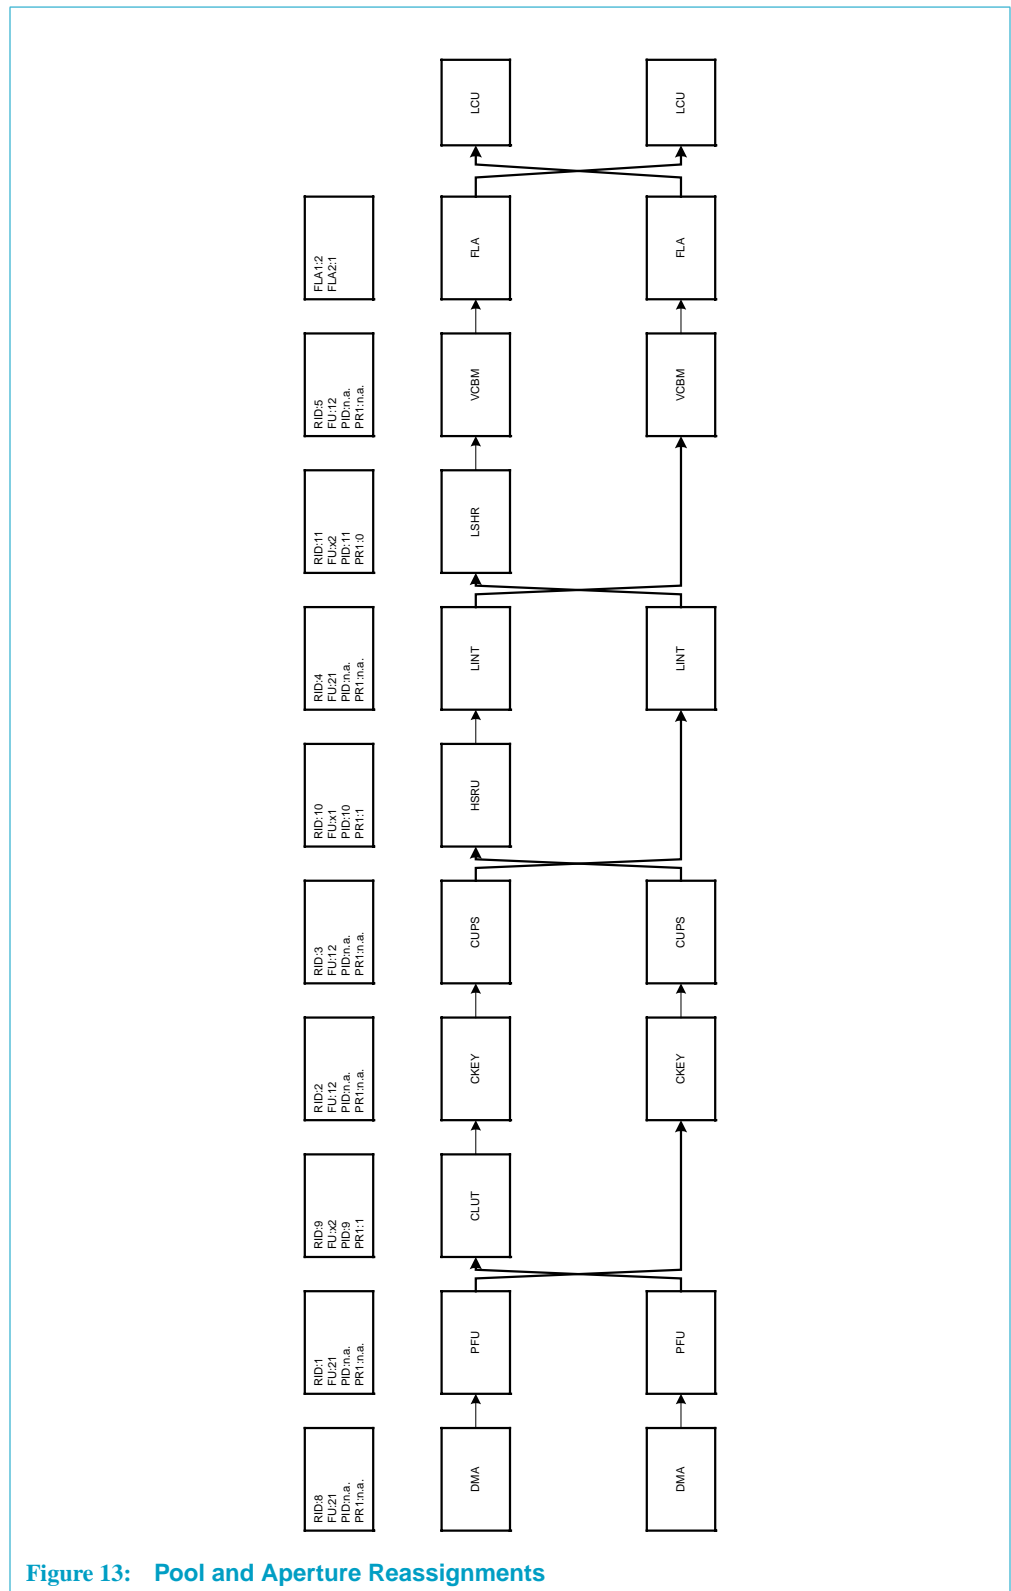 LCU
LCU
FLA1:2
FLA2:1
FLA
FLA
RID:5
FU:12
PID:n.a.
PR1:n.a.
VCBM
VCBM
RID:11
FU:x2
PID:11
PR1:0
LSHR
RID:4
FU:21
PID:n.a.
PR1:n.a.
LINT
LINT
RID:10
FU:x1
PID:10
PR1:1
HSRU
RID:3
FU:12
PID:n.a.
PR1:n.a.
CUPS
CUPS
RID:2
FU:12
PID:n.a.
PR1:n.a.
CKEY
CKEY
RID:9
FU:x2
PID:9
PR1:1
CLUT
RID:1
FU:21
PID:n.a.
PR1:n.a.
PFU
PFU
RID:8
FU:21
PID:n.a.
PR1:n.a.
DMA
DMA
Figure 13: Pool and Aperture Reassignments